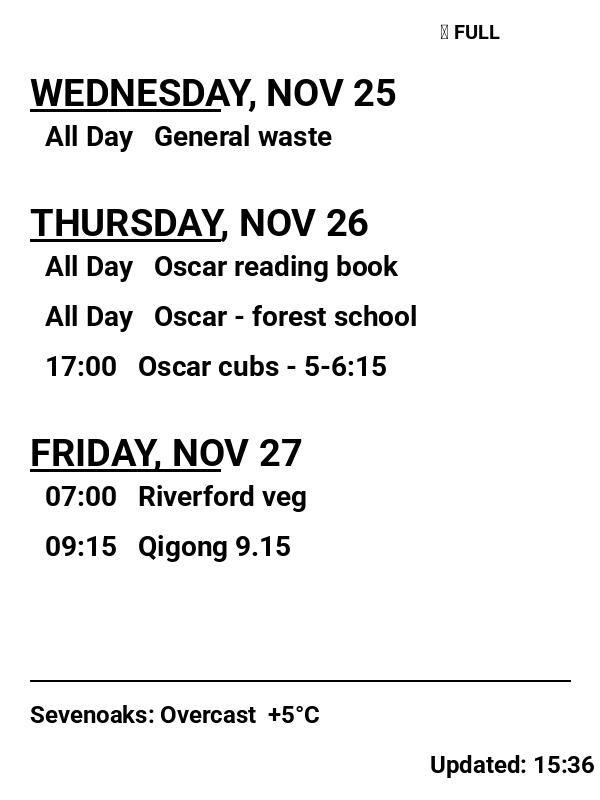 FULL
WEDNESDAY, NOV 25
All Day General waste
THURSDAY, NOV 26
All Day Oscar reading book
All Day Oscar - forest school
17:00 Oscar cubs - 5-6:15
FRIDAY, NOV 27
07:00 Riverford veg
09:15 Qigong 9.15
Sevenoaks: Overcast +5°C
Updated: 15:36